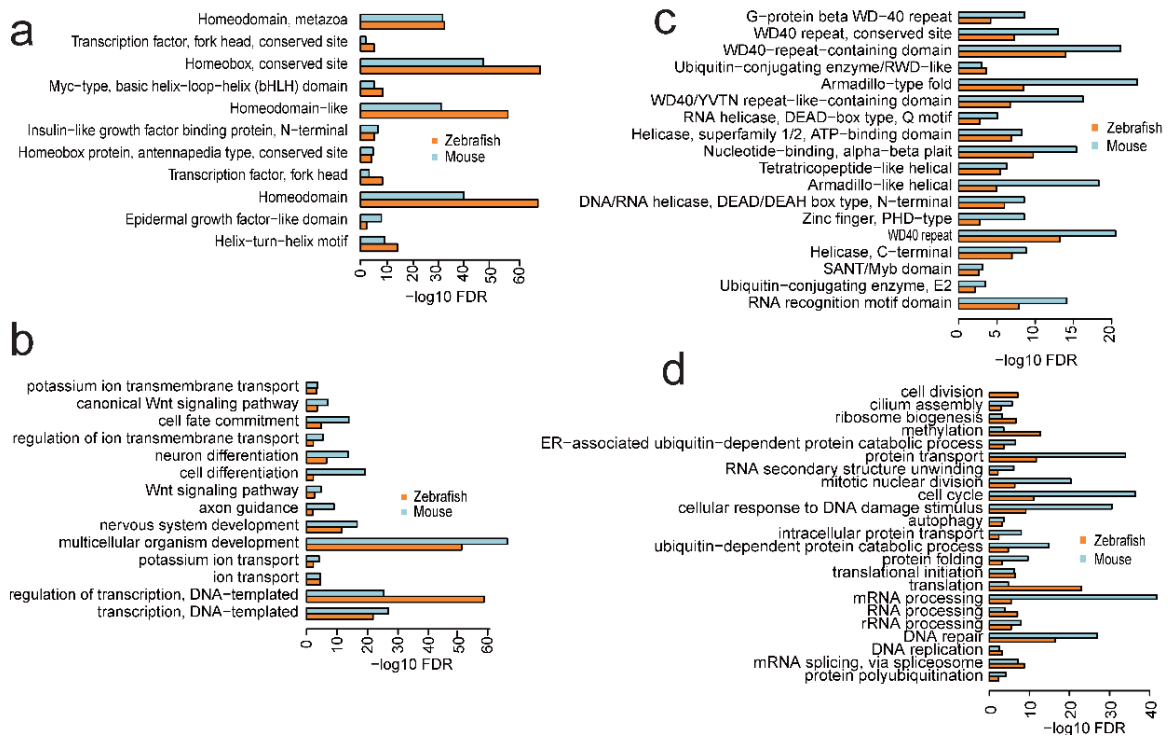 a
Homeodomain, metazoa
Transcription factor, fork head, conserved site
Homeobox, conserved site
Myc−type, basic helix−loop−helix (bHLH) domain
Homeodomain−like
Insulin−like growth factor binding protein, N−terminal
Homeobox protein, antennapedia type, conserved site
Transcription factor, fork head
Homeodomain
Epidermal growth factor−like domain
Helix−turn−helix motif
Zebrafish
Mouse
0 10 20 30 40 50 60
−log10 FDR
b
potassium ion transmembrane transport
canonical Wnt signaling pathway
cell fate commitment
regulation of ion transmembrane transport
neuron differentiation
cell differentiation
Wnt signaling pathway
axon guidance
nervous system development
multicellular organism development
potassium ion transport
ion transport
regulation of transcription, DNA−templated
transcription, DNA−templated
Zebrafish
Mouse
0 10 20 30 40 50 60
−log10 FDR
c
G−protein beta WD−40 repeat
WD40 repeat, conserved site
WD40−repeat−containing domain
Ubiquitin−conjugating enzyme/RWD−like
Armadillo−type fold
WD40/YVTN repeat−like−containing domain
RNA helicase, DEAD−box type, Q motif
Helicase, superfamily 1/2, ATP−binding domain
Nucleotide−binding, alpha−beta plait
Tetratricopeptide−like helical
Armadillo−like helical
DNA/RNA helicase, DEAD/DEAH box type, N−terminal
Zinc finger, PHD−type
WD40 repeat
Helicase, C−terminal
SANT/Myb domain
Ubiquitin−conjugating enzyme, E2
RNA recognition motif domain
Zebrafish
Mouse
0 5 10 15 20
−log10 FDR
d
cell division
cilium assembly
ribosome biogenesis
methylation
ER−associated ubiquitin−dependent protein catabolic process
protein transport
RNA secondary structure unwinding
mitotic nuclear division
cell cycle
cellular response to DNA damage stimulus
autophagy
intracellular protein transport
ubiquitin−dependent protein catabolic process
protein folding
translational initiation
translation
mRNA processing
RNA processing
rRNA processing
DNA repair
DNA replication
mRNA splicing, via spliceosome
protein polyubiquitination
Zebrafish
Mouse
0 10 20 30 40
−log10 FDR